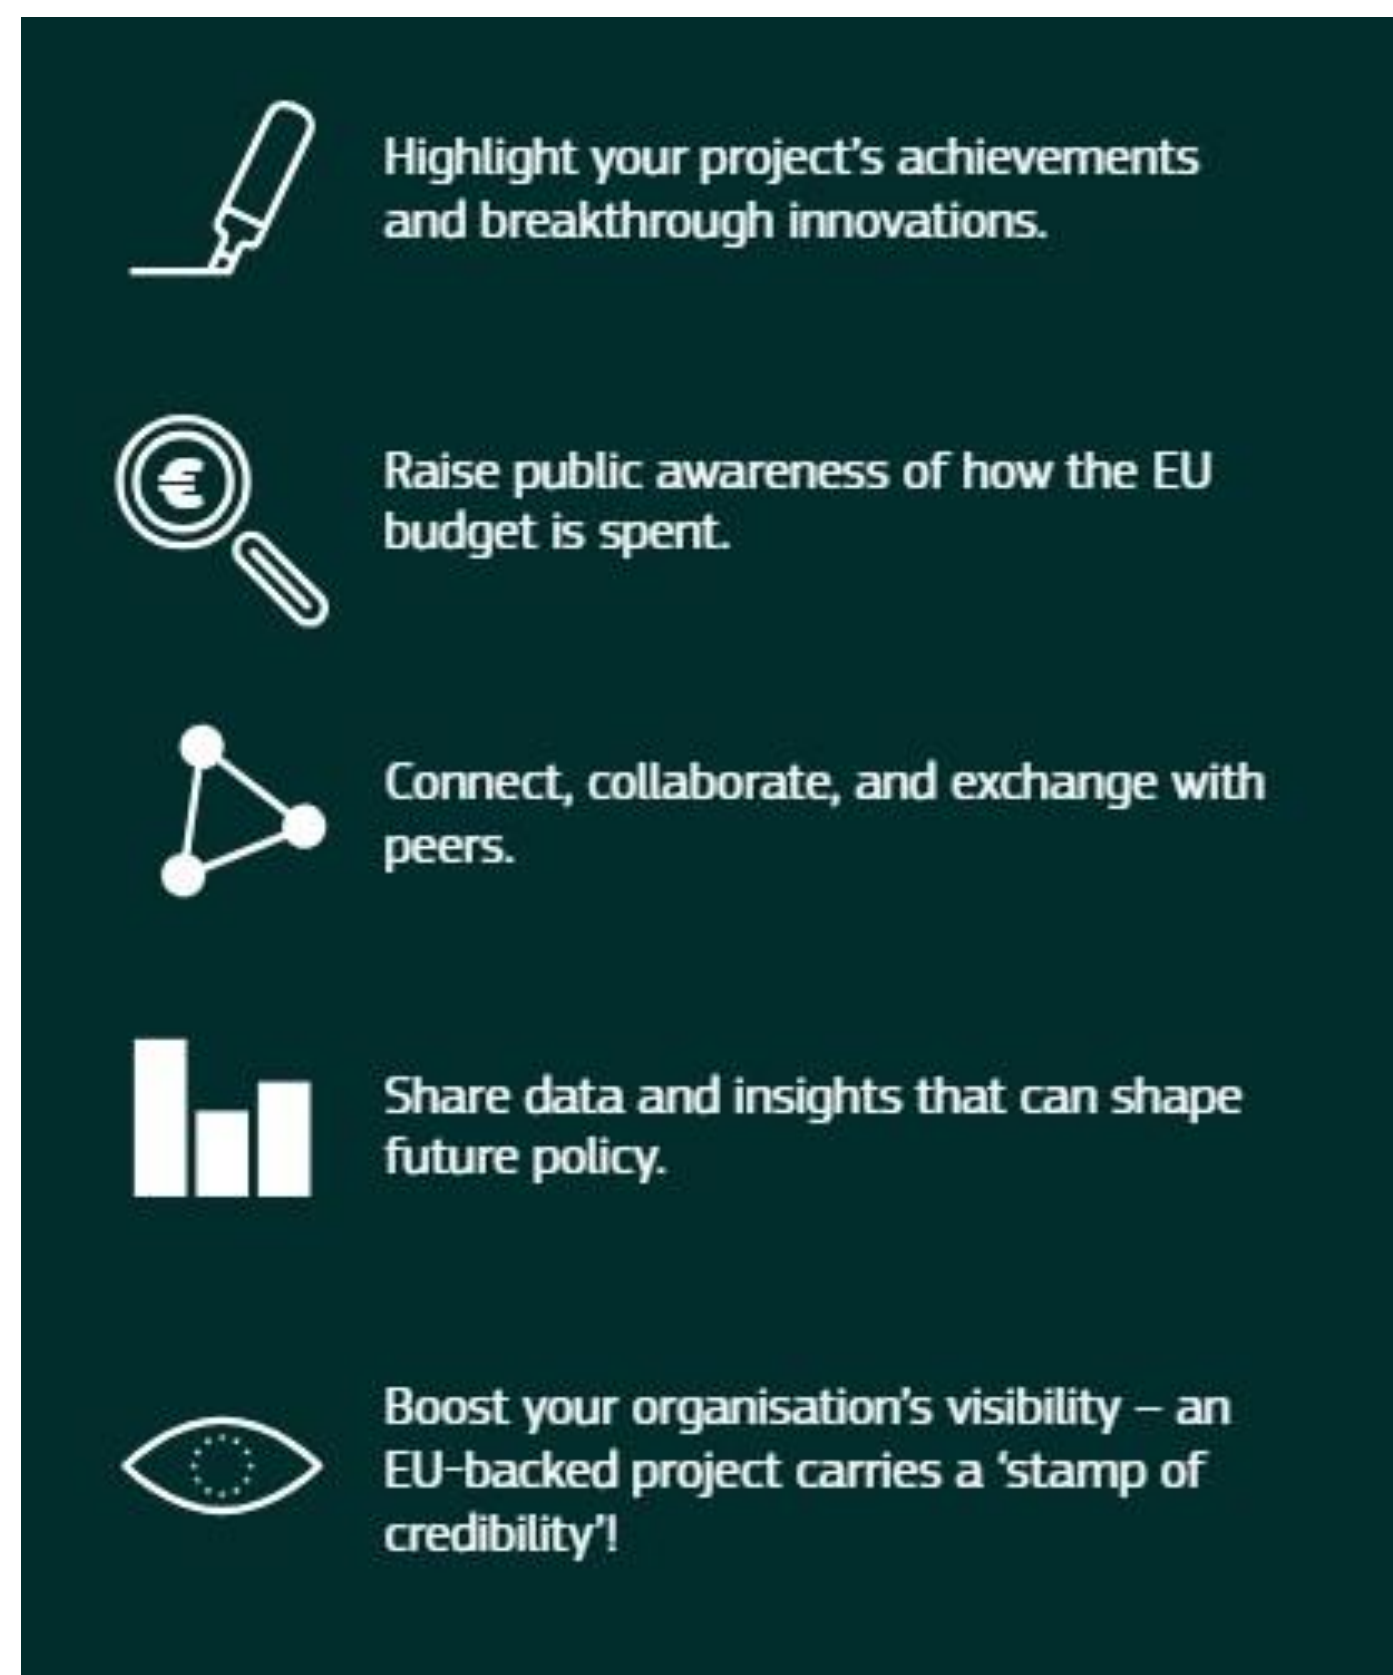 Highlight your project’s achievements
and breakthrough innovations.
€
Raise public awareness of how the EU
budget is spent.
Connect, collaborate, and exchange with
peers.
Share data and insights that can shape
future policy.
Boost your organisation’s visibility – an
EU-backed project carries a ‘stamp of
credibility’!